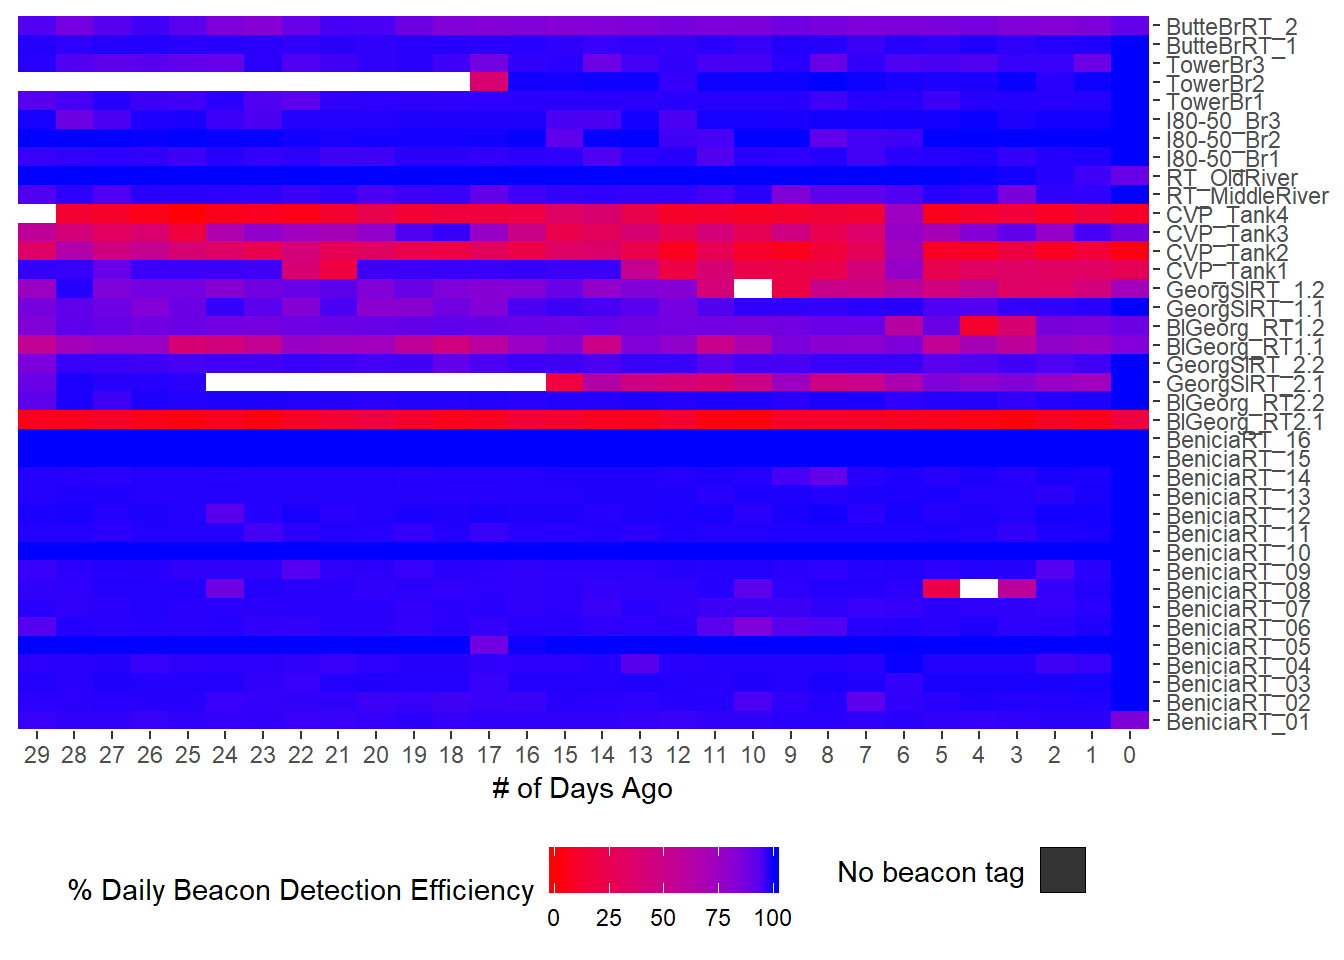 ButteBrRT_2
ButteBrRT_1
TowerBr3
TowerBr2
TowerBr1
I80-50_Br3
I80-50_Br2
I80-50_Br1
RT_OldRiver
RT_MiddleRiver
CVP_Tank4
CVP_Tank3
CVP_Tank2
CVP_Tank1
GeorgSlRT_1.2
GeorgSlRT_1.1
BlGeorg_RT1.2
BlGeorg_RT1.1
GeorgSlRT_2.2
GeorgSlRT_2.1
BlGeorg_RT2.2
BlGeorg_RT2.1
BeniciaRT_16
BeniciaRT_15
BeniciaRT_14
BeniciaRT_13
BeniciaRT_12
BeniciaRT_11
BeniciaRT_10
BeniciaRT_09
BeniciaRT_08
BeniciaRT_07
BeniciaRT_06
BeniciaRT_05
BeniciaRT_04
BeniciaRT_03
BeniciaRT_02
BeniciaRT_01
29 28 27 26 25 24 23 22 21 20 19 18 17 16 15 14 13 12 11 10 9 8 7 6 5 4 3 2 1 0
# of Days Ago
% Daily Beacon Detection Efficiency
0 25 50 75 100
No beacon tag